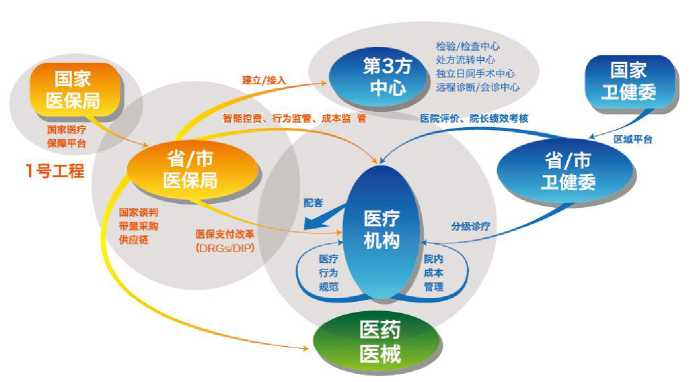 国家
医保局
国家医疗
保障平台
1号工程
建立/接入
第3方
中心
检验/检查中心
处方流转中心
独立日间手术中心
远程诊断/会诊中心
国家
卫健委
区域平台
智能控费、行为监管、成本监 管
医院评价、院长绩效考核
省/市
医保局
省/市
卫健委
国家谈判
带量采购
供应链
医保支付改革
(DRGs/DIP)
配套
医疗
机构
分级诊疗
医疗
行为
规范
院内
成本
管理
医药
医械